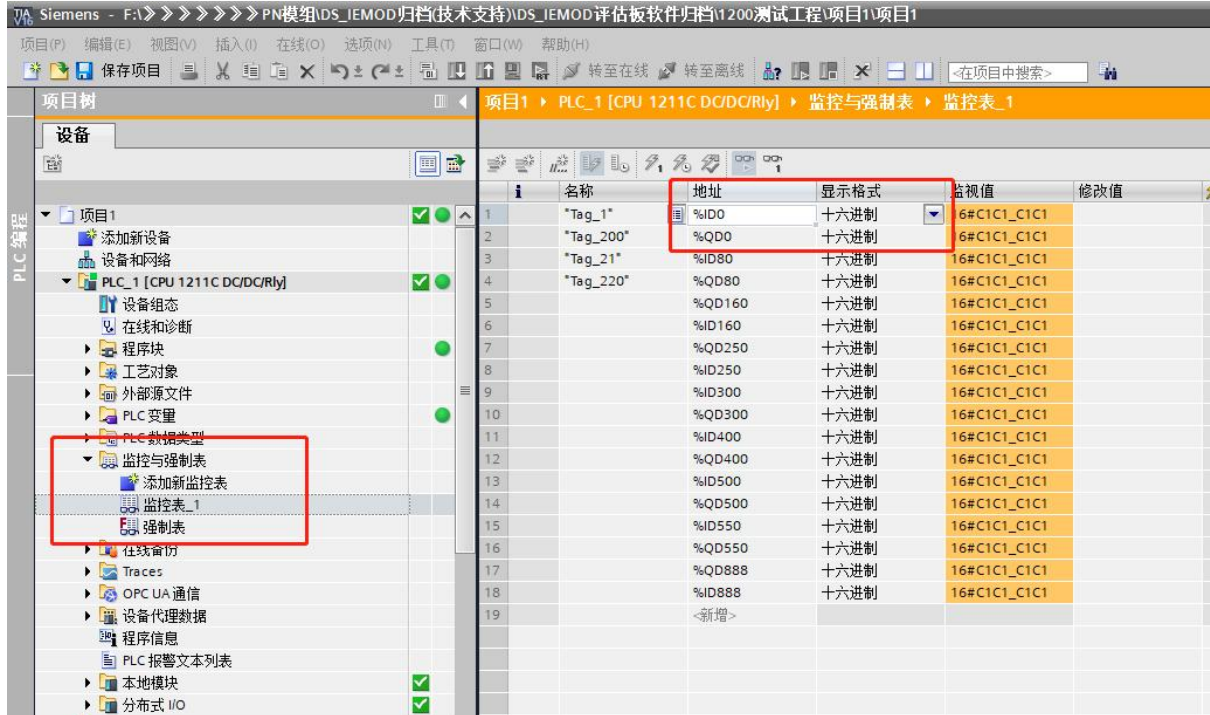 Siemens - F:\》》》》》》》PN模组\DS_IEMOD归档(技术支持)\DS_IEMOD评估板软件归档\1200测试工程\项目1\项目1
项目(P) 编辑(E) 视图(V) 插入(I) 在线(O) 选项(N) 工具(T) 窗口(W) 帮助(H)
保存项目 转至在线 转至离线 <在项目中搜索>
项目树
项目1 PLC_1 [CPU 1211C DC/DC/Rly] 监控与强制表 监控表_1
设备
PLC 编程
项目1
添加新设备
设备和网络
PLC_1 [CPU 1211C DC/DC/Rly]
设备组态
在线和诊断
程序块
工艺对象
外部源文件
PLC 变量
PLC 数据类型
监控与强制表
添加新监控表
监控表_1
强制表
在线备份
Traces
OPC UA 通信
设备代理数据
程序信息
PLC 报警文本列表
本地模块
分布式 I/O
i 名称 地址 显示格式 监视值 修改值
1 "Tag_1" %ID0 十六进制 16#C1C1_C1C1
2 "Tag_200" %QD0 十六进制 16#C1C1_C1C1
3 "Tag_21" %ID80 十六进制 16#C1C1_C1C1
4 "Tag_220" %QD80 十六进制 16#C1C1_C1C1
5 %QD160 十六进制 16#C1C1_C1C1
6 %ID160 十六进制 16#C1C1_C1C1
7 %QD250 十六进制 16#C1C1_C1C1
8 %ID250 十六进制 16#C1C1_C1C1
9 %ID300 十六进制 16#C1C1_C1C1
10 %QD300 十六进制 16#C1C1_C1C1
11 %ID400 十六进制 16#C1C1_C1C1
12 %QD400 十六进制 16#C1C1_C1C1
13 %ID500 十六进制 16#C1C1_C1C1
14 %QD500 十六进制 16#C1C1_C1C1
15 %ID550 十六进制 16#C1C1_C1C1
16 %QD550 十六进制 16#C1C1_C1C1
17 %QD888 十六进制 16#C1C1_C1C1
18 %ID888 十六进制 16#C1C1_C1C1
19 <新增>